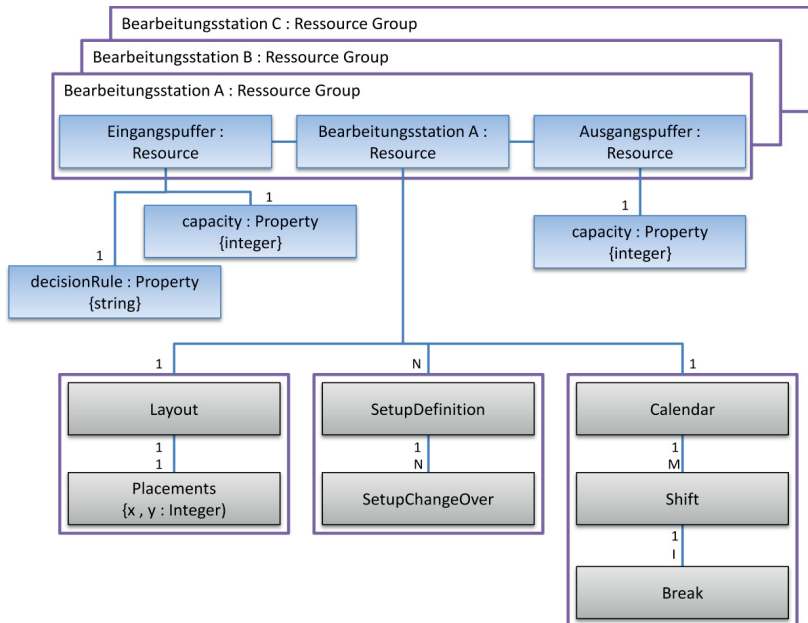 Bearbeitungsstation C : Ressource Group
Bearbeitungsstation B : Ressource Group
Bearbeitungsstation A : Ressource Group
Eingangspuffer :
Resource
Bearbeitungsstation A :
Resource
Ausgangspuffer :
Resource
1
capacity : Property
{integer}
1
capacity : Property
{integer}
1
decisionRule : Property
{string}
1
N
1
Layout
SetupDefinition
Calendar
1
1
1
N
1
M
Placements
{x , y : Integer)
SetupChangeOver
Shift
1
I
Break